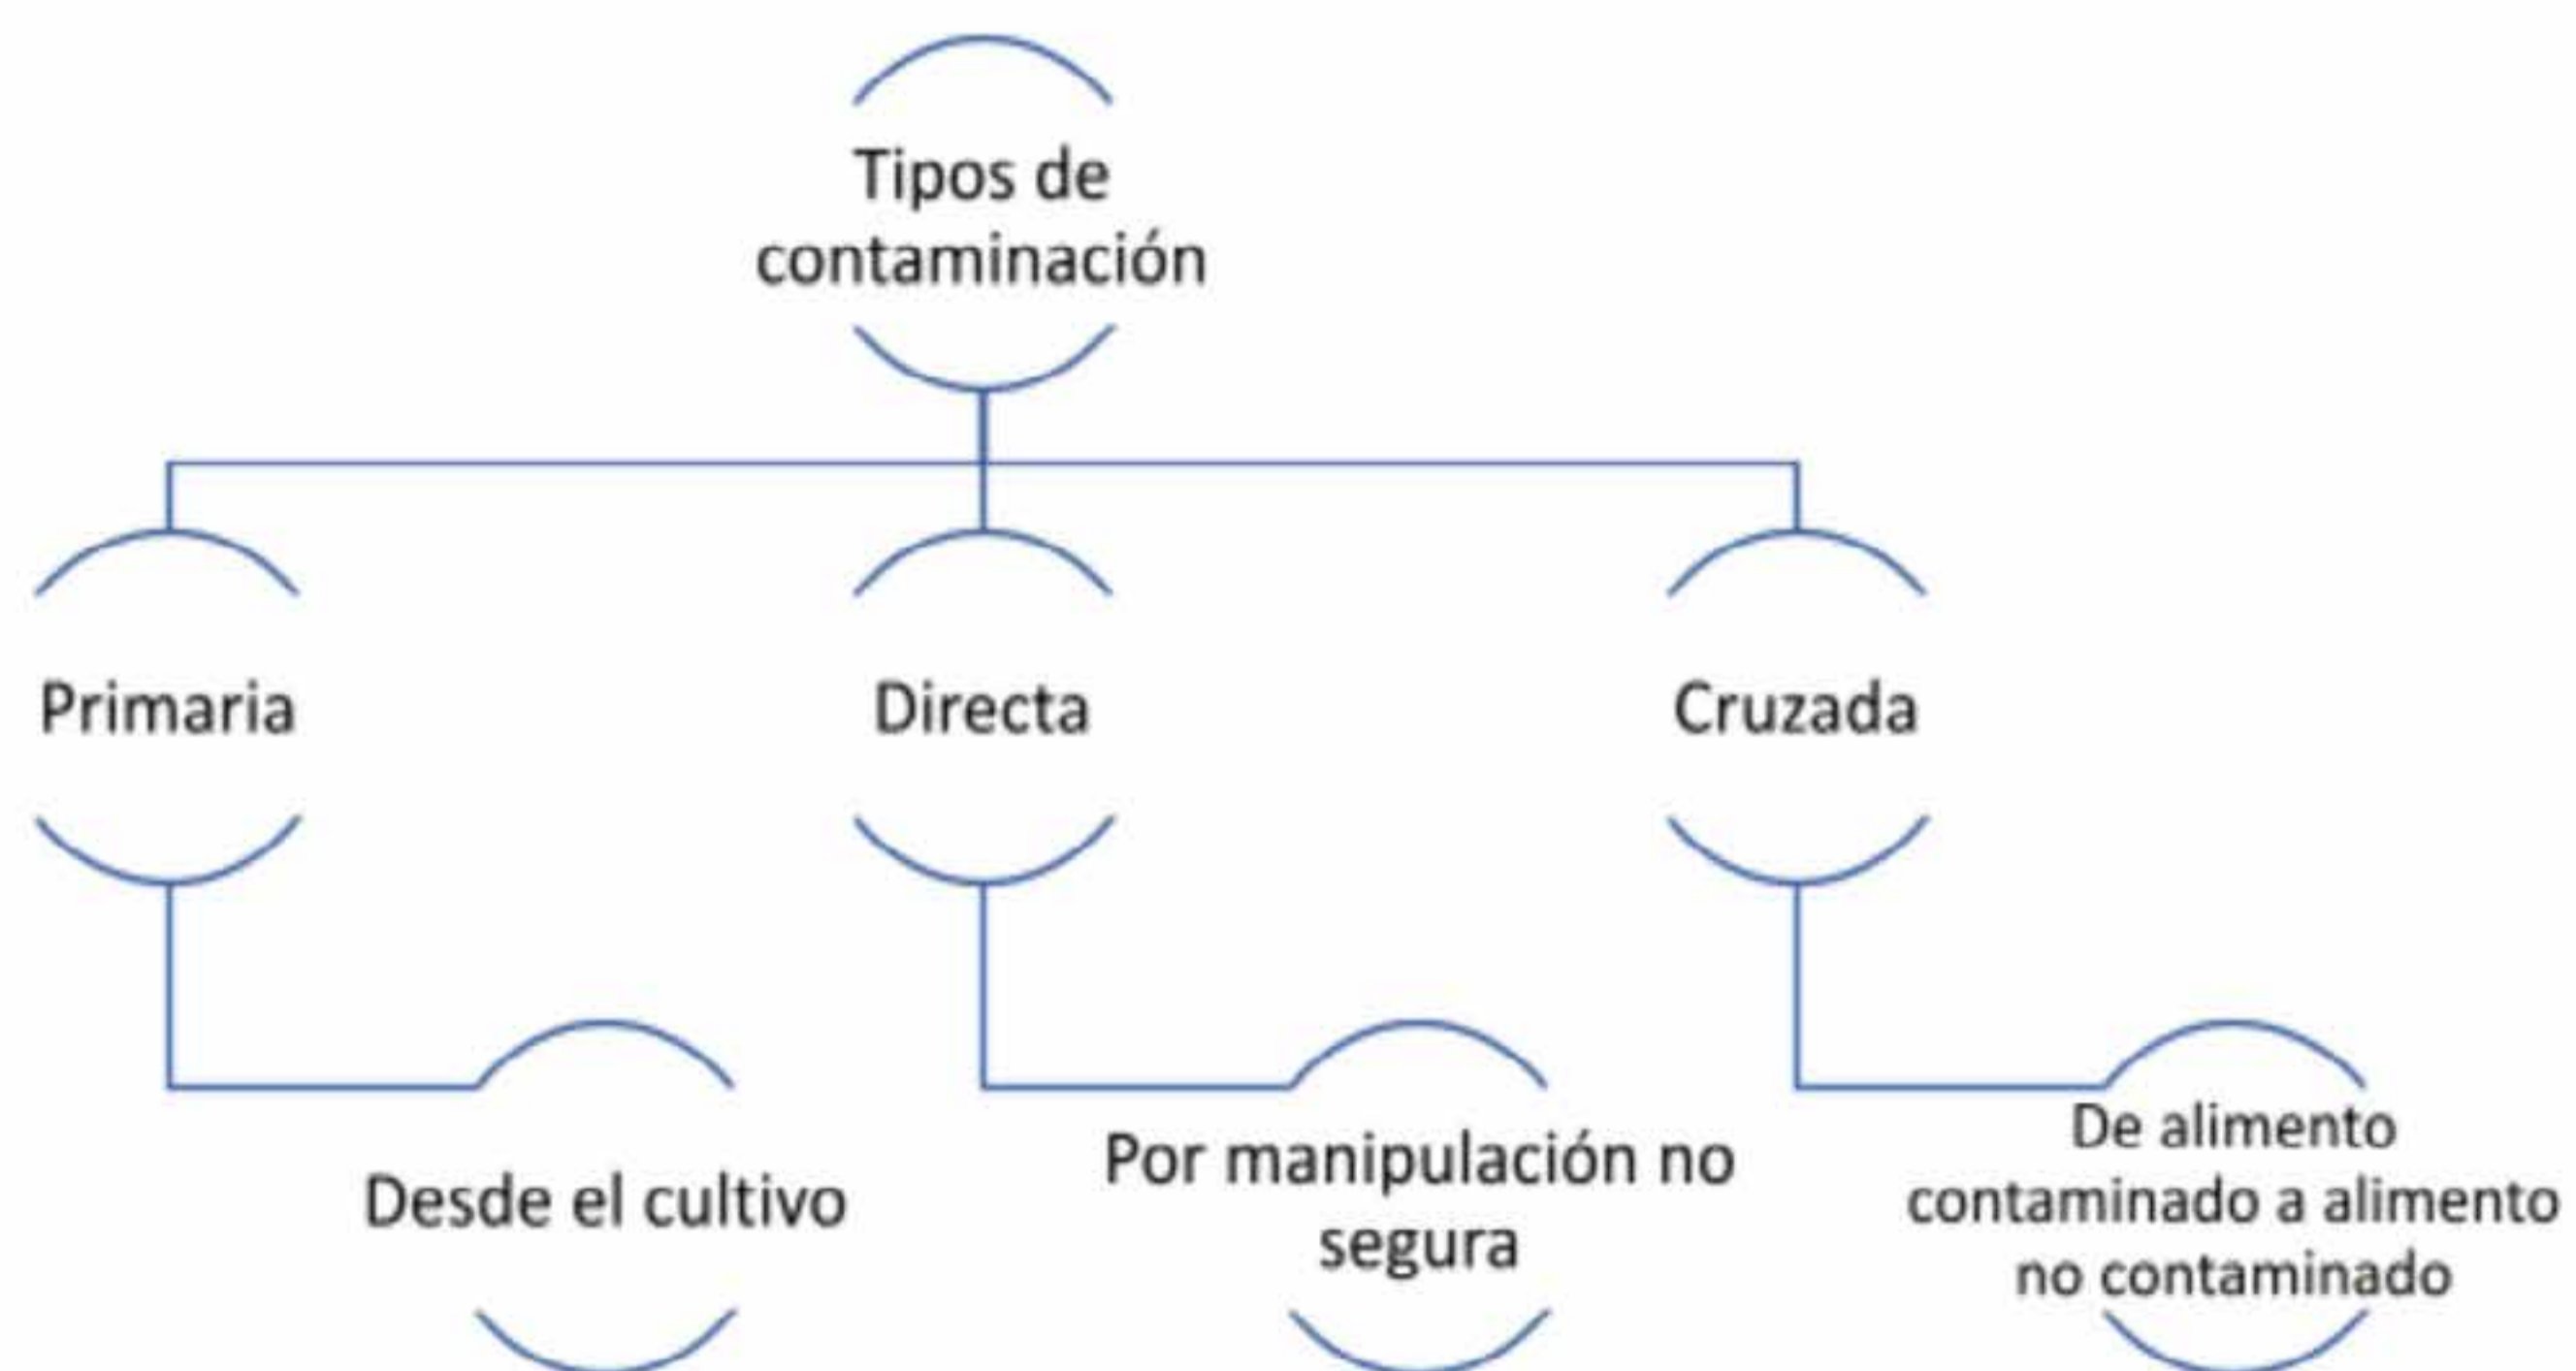 Tipos de
contaminación
Primaria
Directa
Cruzada
Desde el cultivo
Por manipulación no
segura
De alimento
contaminado a alimento
no contaminado